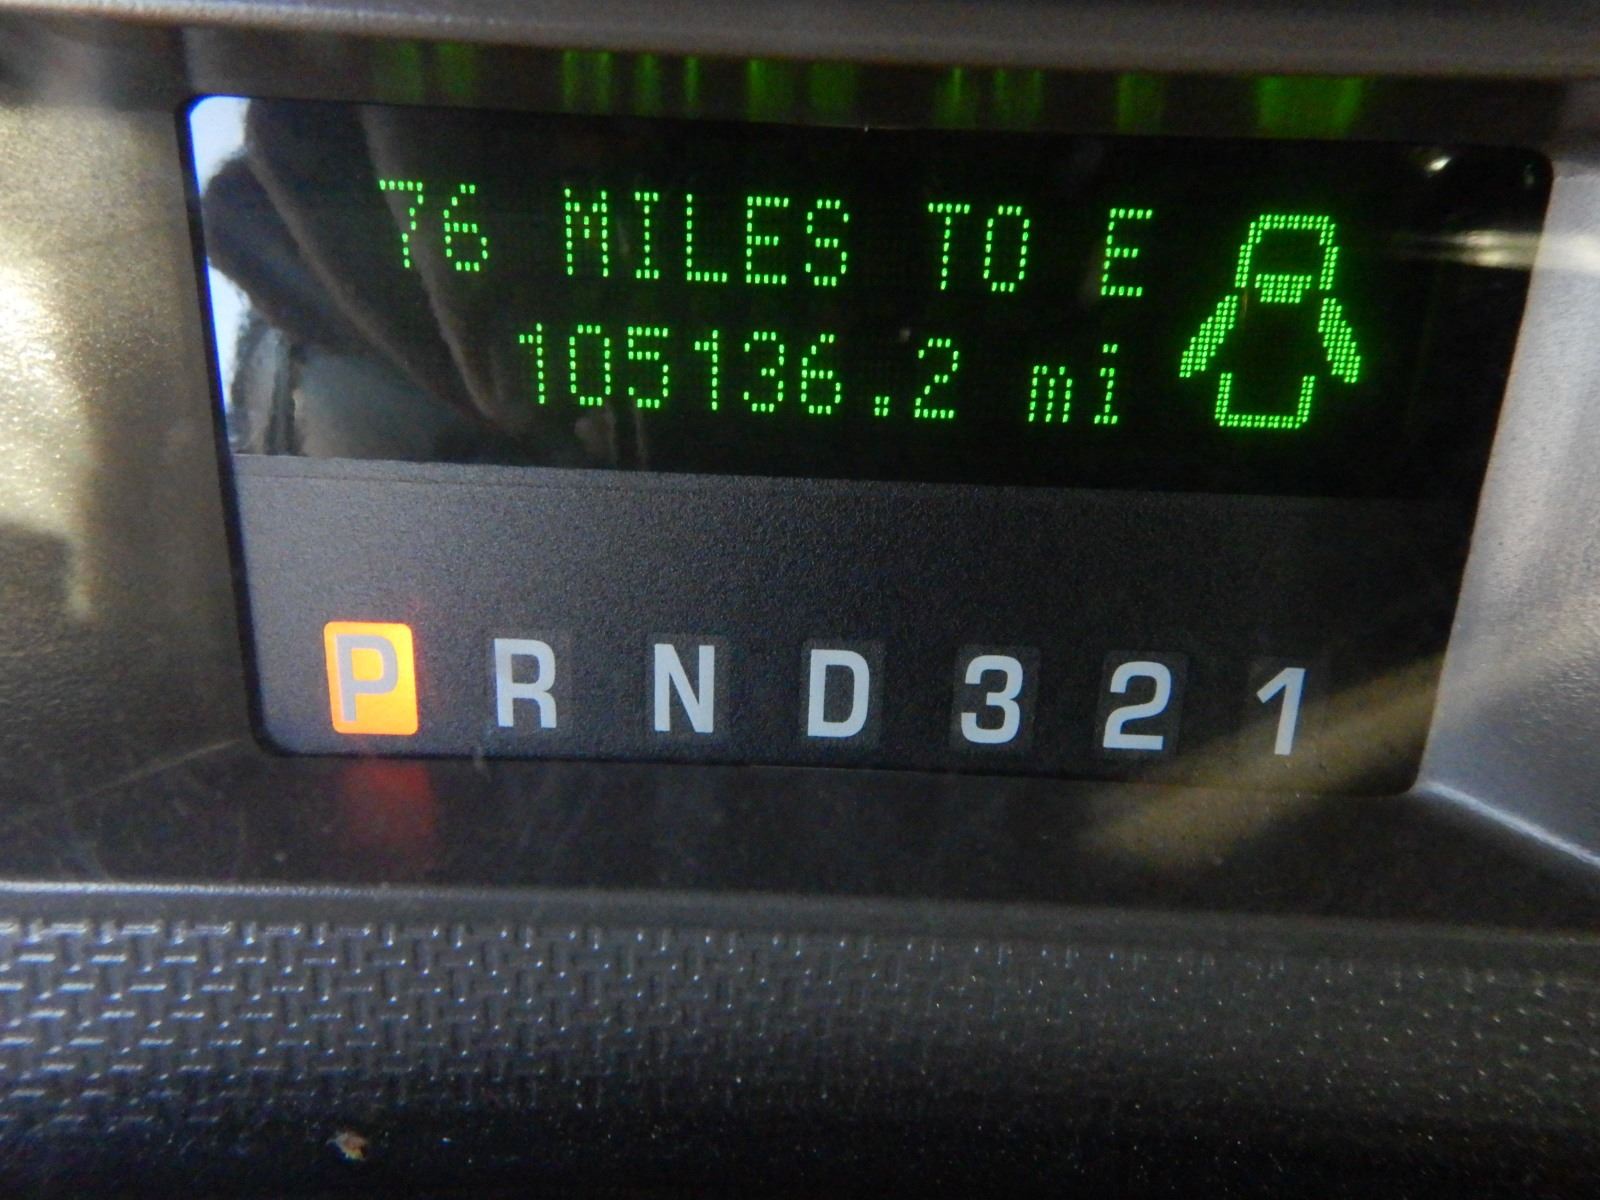 76 MILES TO E
105136.2 mi
P R N D 3 2 1